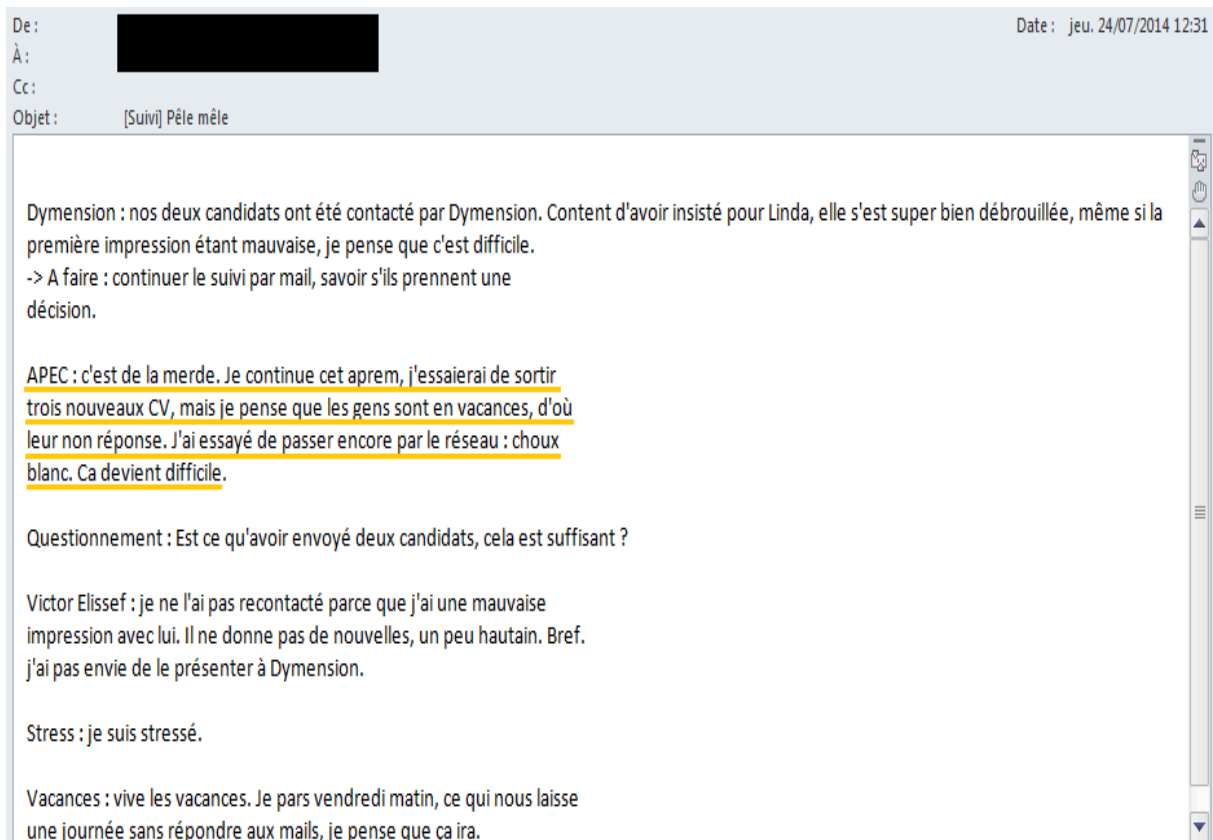 De :
Date : jeu. 24/07/2014 12:31
À :
Cc :
Objet : [Suivi] Pêle mêle
Dymension : nos deux candidats ont été contacté par Dymension. Content d'avoir insisté pour Linda, elle s'est super bien débrouillée, même si la
première impression étant mauvaise, je pense que c'est difficile.
-> A faire : continuer le suivi par mail, savoir s'ils prennent une
décision.
APEC : c'est de la merde. Je continue cet aprem, j'essaierai de sortir
trois nouveaux CV, mais je pense que les gens sont en vacances, d'où
leur non réponse. J'ai essayé de passer encore par le réseau : choux
blanc. Ca devient difficile.
Questionnement : Est ce qu'avoir envoyé deux candidats, cela est suffisant ?
Victor Elissef : je ne l'ai pas recontacté parce que j'ai une mauvaise
impression avec lui. Il ne donne pas de nouvelles, un peu hautain. Bref.
j'ai pas envie de le présenter à Dymension.
Stress : je suis stressé.
Vacances : vive les vacances. Je pars vendredi matin, ce qui nous laisse
une journée sans répondre aux mails, je pense que ça ira.